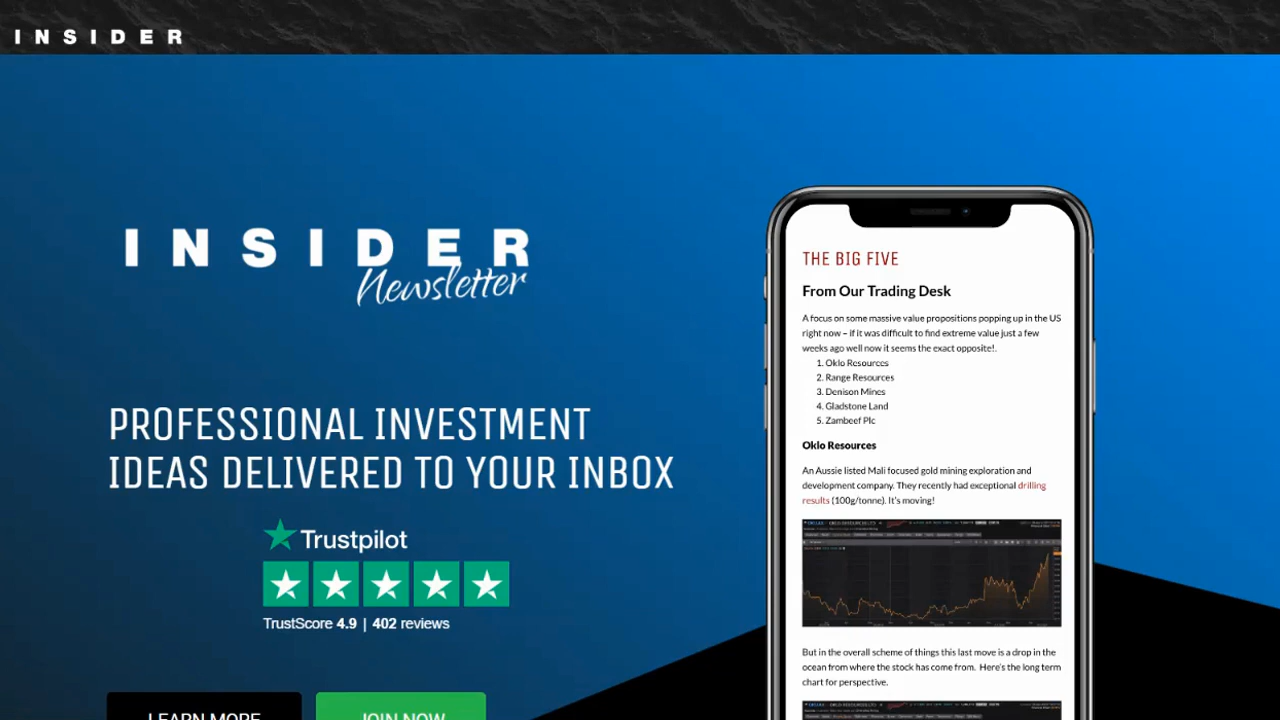 INSIDER
INSIDER
Newsletter
PROFESSIONAL INVESTMENT
IDEAS DELIVERED TO YOUR INBOX
Trustpilot
TrustScore 4.9 | 402 reviews
LEARN MORE
JOIN NOW
THE BIG FIVE
From Our Trading Desk
A focus on some massive value propositions popping up in the US
right now – if it was difficult to find extreme value just a few
weeks ago well now it seems the exact opposite!.
1. Oklo Resources
2. Range Resources
3. Denison Mines
4. Gladstone Land
5. Zambeef Plc
Oklo Resources
An Aussie listed Mali focused gold mining exploration and
development company. They recently had exceptional drilling
results (100g/tonne). It's moving!
But in the overall scheme of things this last move is a drop in the
ocean from where the stock has come from. Here's the long term
chart for perspective.